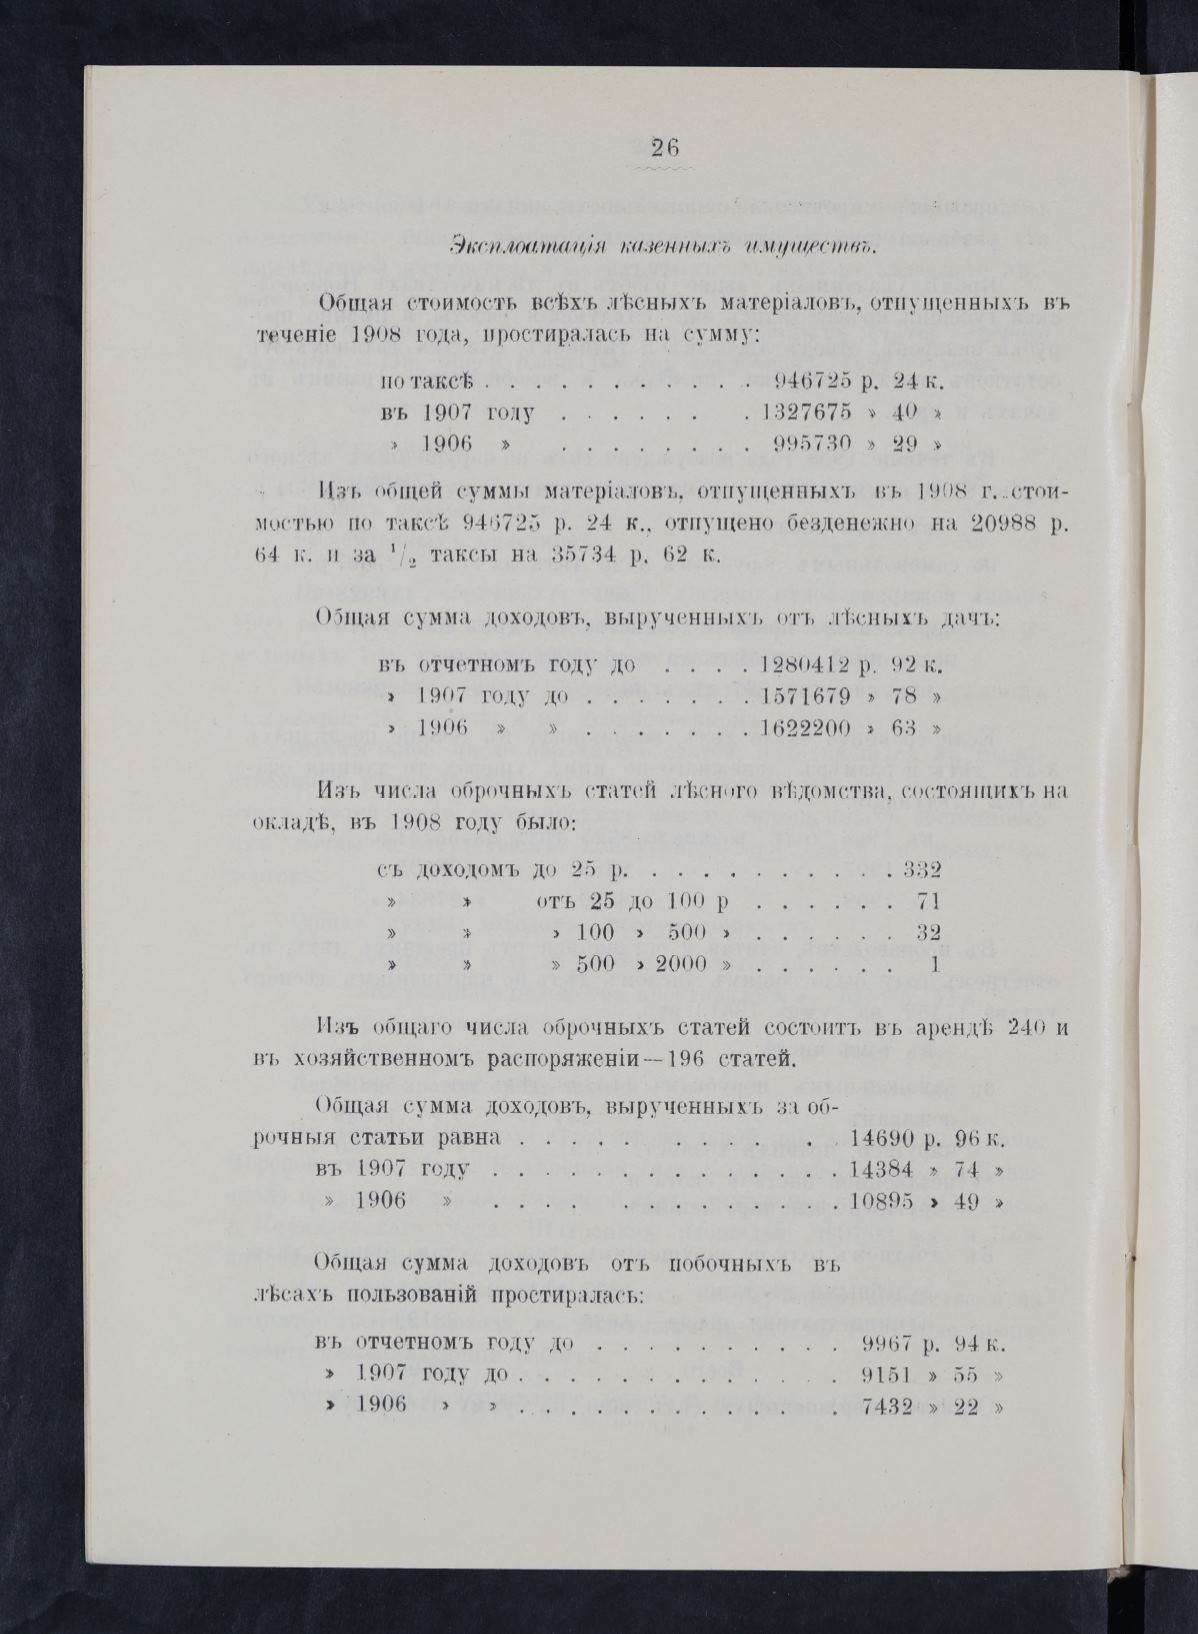 26
Эксплоатація казенныхъ имуществъ.
Общая стоимость всѣхъ лѣсныхъ матеріаловъ, отпущенныхъ въ
теченіе 1908 года, простиралась на сумму:
по таксѣ . . . . . . . . . . . 946725 р. 24 к.
въ 1907 году . . . . . . . 1327675 » 40 »
» 1906 » . . . . . . . . 995730 » 29 »
Изъ общей суммы матеріаловъ, отпущенныхъ въ 1908 г. стои-
мостью по таксѣ 946725 р. 24 к., отпущено безденежно на 20988 р.
64 к. и за 1/2 таксы на 35734 р. 62 к.
Общая сумма доходовъ, вырученныхъ отъ лѣсныхъ дачъ:
въ отчетномъ году до . . . . 1280412 р. 92 к.
» 1907 году до . . . . . . . 1571679 » 78 »
» 1906 » » . . . . . . . 1622200 » 63 »
Изъ числа оброчныхъ статей лѣсного вѣдомства, состоящихъ на
окладѣ, въ 1908 году было:
съ доходомъ до 25 р. . . . . . . . . . . . 332
» » отъ 25 до 100 р . . . . . . 71
» » » 100 » 500 » . . . . . . 32
» » » 500 » 2000 » . . . . . . 1
Изъ общаго числа оброчныхъ статей состоитъ въ арендѣ 240 и
въ хозяйственномъ распоряженіи—196 статей.
Общая сумма доходовъ, вырученныхъ за об-
рочныя статьи равна . . . . . . . . . . . 14690 р. 96 к.
въ 1907 году . . . . . . . . . . . . . . 14384 » 74 »
» 1906 » . . . . . . . . . . . . . 10895 » 49 »
Общая сумма доходовъ отъ побочныхъ въ
лѣсахъ пользованій простиралась:
въ отчетномъ году до . . . . . . . . . . 9967 р. 94 к.
» 1907 году до . . . . . . . . . . . . . 9151 » 55 »
» 1906 » » . . . . . . . . . . . . . 7432 » 22 »